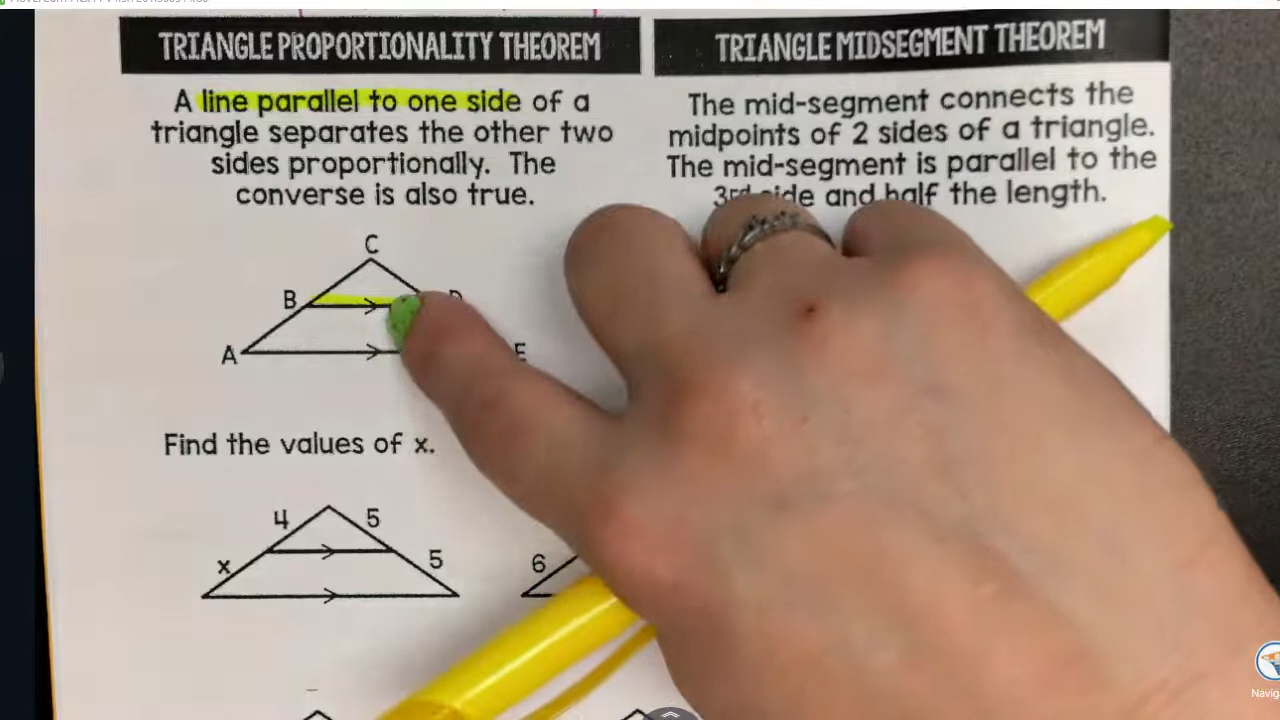 TRIANGLE PROPORTIONALITY THEOREM
A line parallel to one side of a
triangle separates the other two
sides proportionally. The
converse is also true.
C
B
A
E
Find the values of x.
4
5
x
5
6
TRIANGLE MIDSEGMENT THEOREM
The mid-segment connects the
midpoints of 2 sides of a triangle.
The mid-segment is parallel to the
3rd side and half the length.